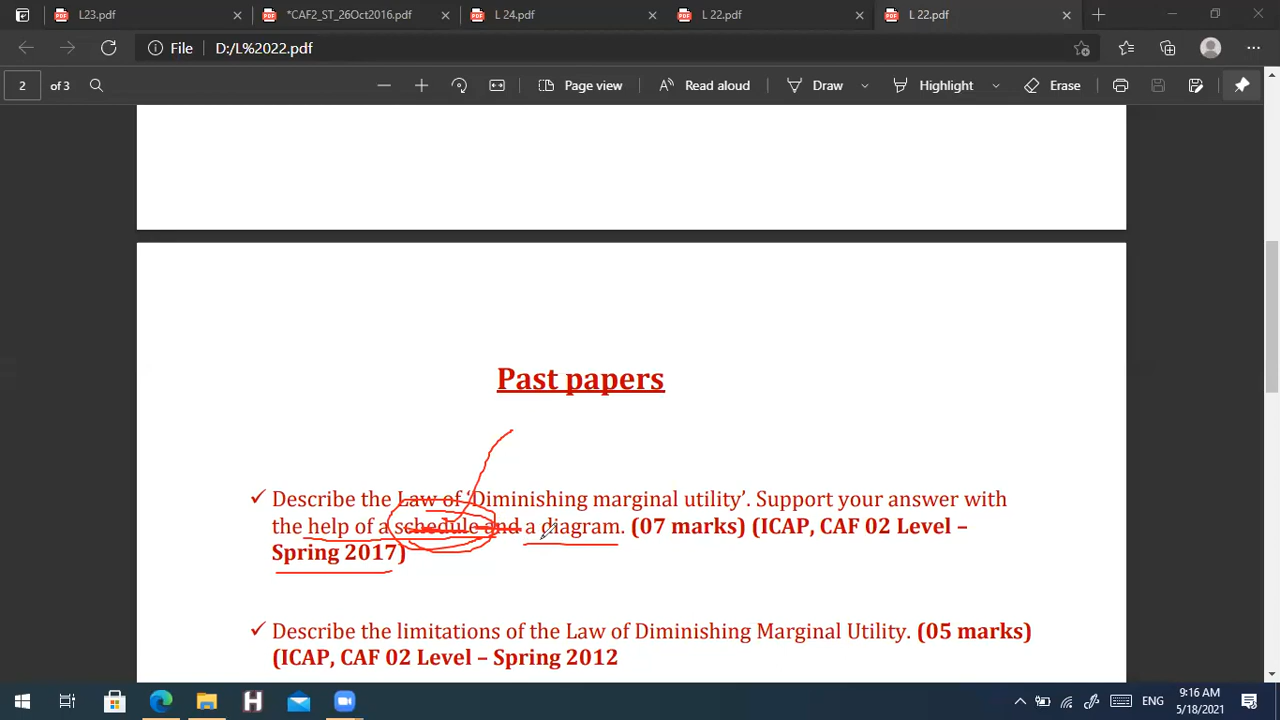 L23.pdf
*CAF2_ST_26Oct2016.pdf
L 24.pdf
L 22.pdf
L 22.pdf
File
D:/L%2022.pdf
2 of 3
Page view
Read aloud
Draw
Highlight
Erase
Past papers
Describe the Law of ‘Diminishing marginal utility’. Support your answer with
the help of a schedule and a diagram. (07 marks) (ICAP, CAF 02 Level –
Spring 2017)
Describe the limitations of the Law of Diminishing Marginal Utility. (05 marks)
(ICAP, CAF 02 Level – Spring 2012
ENG
9:16 AM
5/18/2021